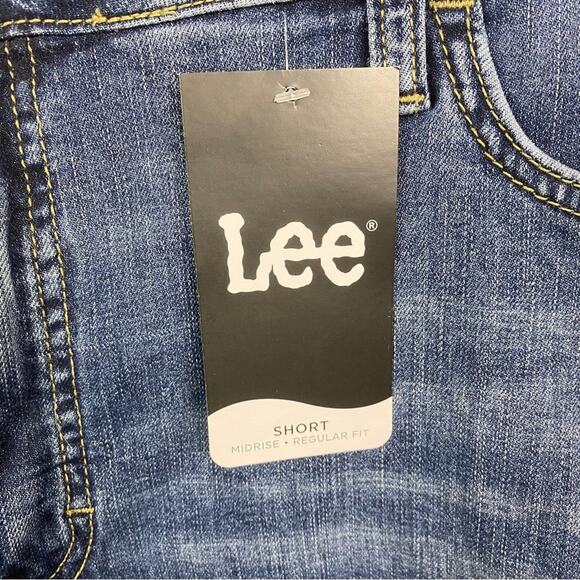 Lee®
SHORT
MIDRISE • REGULAR FIT